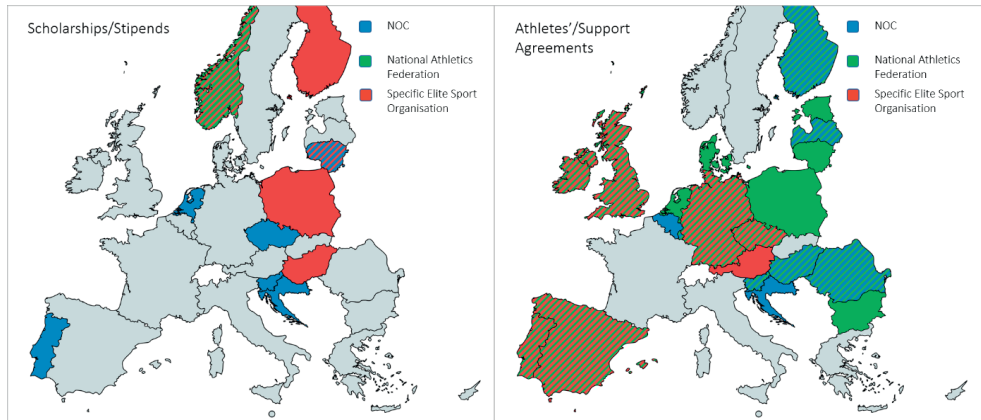 Scholarships/Stipends
NOC
National Athletics
Federation
Specific Elite Sport
Organisation
Athletes'/Support
Agreements
NOC
National Athletics
Federation
Specific Elite Sport
Organisation